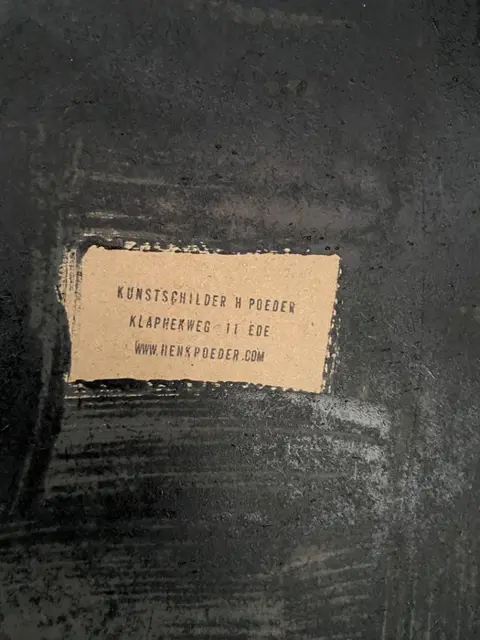 KUNSTSCHILDER H POEDER
KLAPHEKWEG 11 EDE
WWW.HENKPOEDER.COM